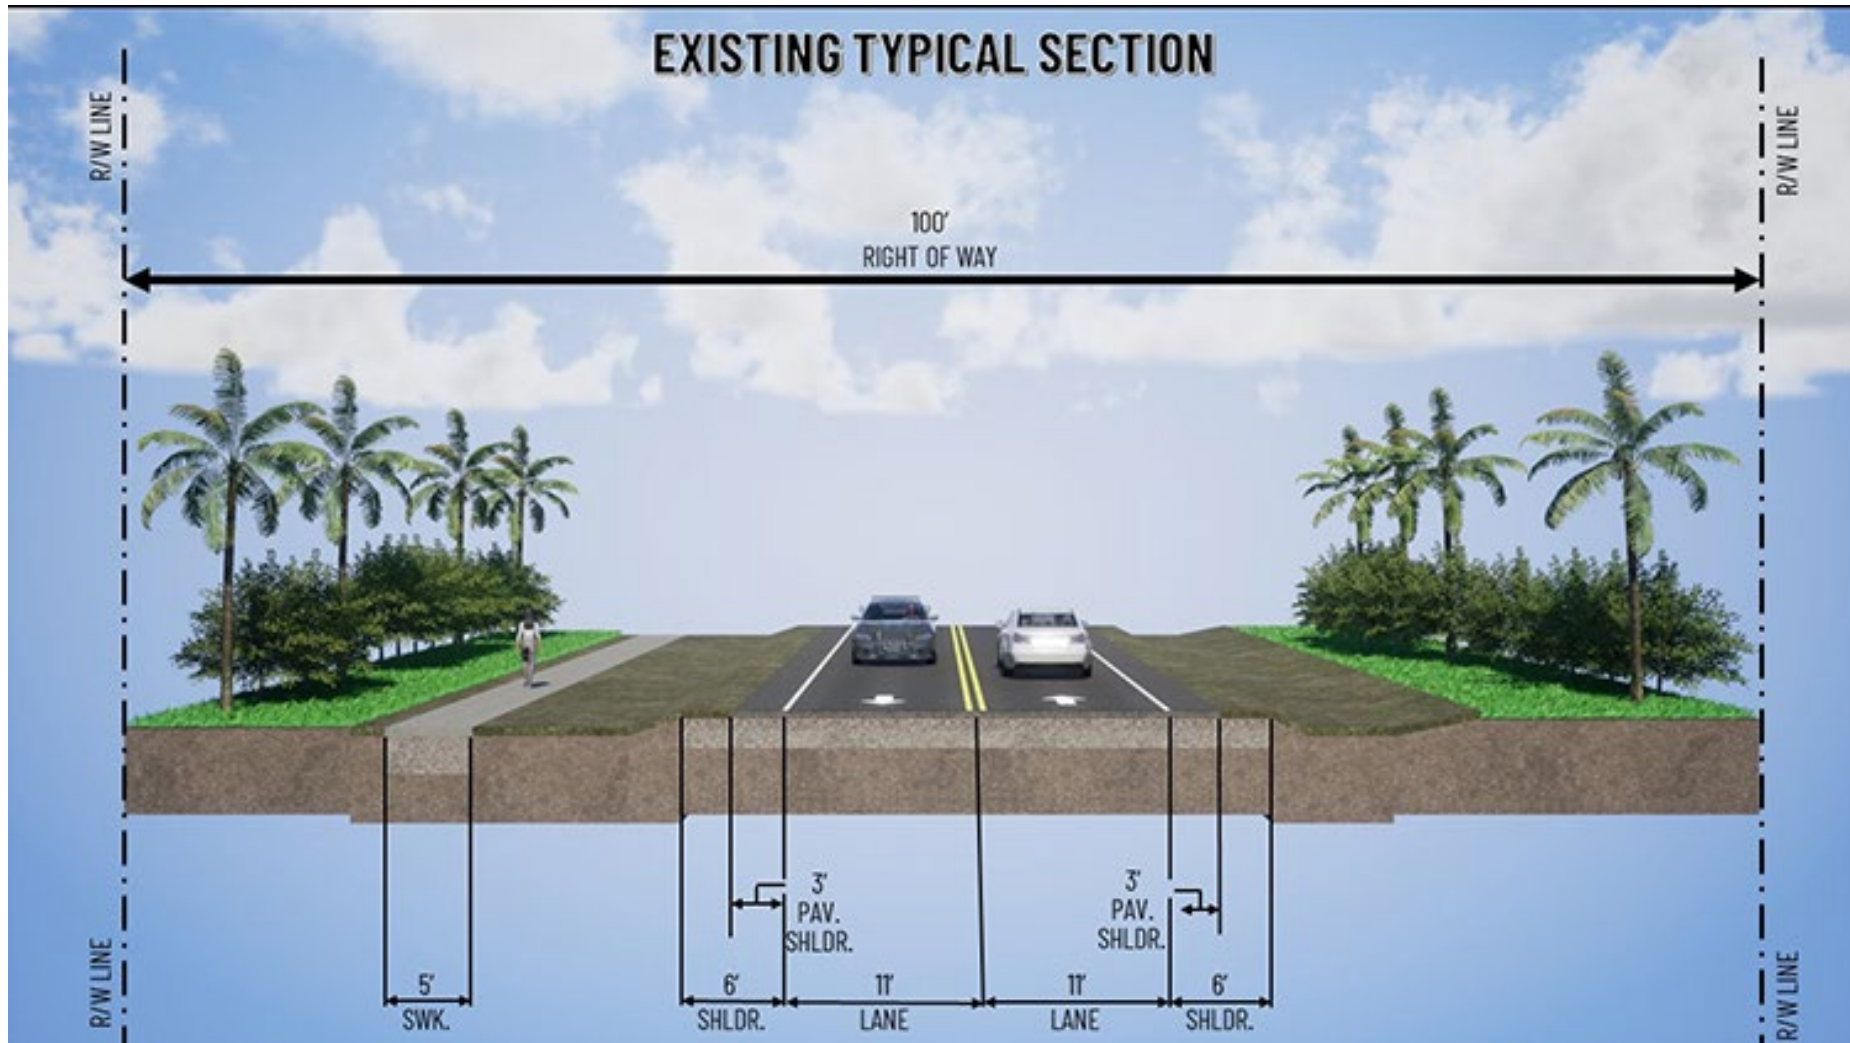 EXISTING TYPICAL SECTION
R/W LINE
R/W LINE
100'
RIGHT OF WAY
3'
PAV.
SHLDR.
3'
PAV.
SHLDR.
R/W LINE
R/W LINE
5'
SWK.
6'
SHLDR.
11'
LANE
11'
LANE
6'
SHLDR.